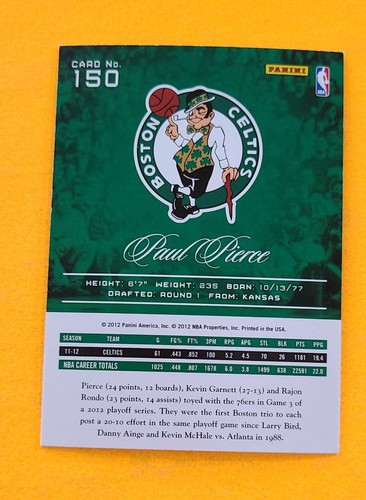 CARD No.
150
PANINI
NBA
BOSTON CELTICS
Paul Pierce
HEIGHT: 6'7" WEIGHT: 235 BORN: 10/13/77
DRAFTED: ROUND 1 FROM: KANSAS
© 2012 Panini America, Inc. © 2012 NBA Properties, Inc. Printed in the USA.
SEASON TEAM G FG% FT% 3PM RPG APG STL BLK PTS PPG
11-12 CELTICS 61 .443 .852 100 5.2 4.5 70 26 1181 19.4
NBA CAREER TOTALS 1025 .448 .807 1678 6.0 3.8 1499 638 22591 22.0
Pierce (24 points, 12 boards), Kevin Garnett (27-13) and Rajon
Rondo (23 points, 14 assists) toyed with the 76ers in Game 3 of
a 2012 playoff series. They were the first Boston trio to each
post a 20-10 effort in the same playoff game since Larry Bird,
Danny Ainge and Kevin McHale vs. Atlanta in 1988.